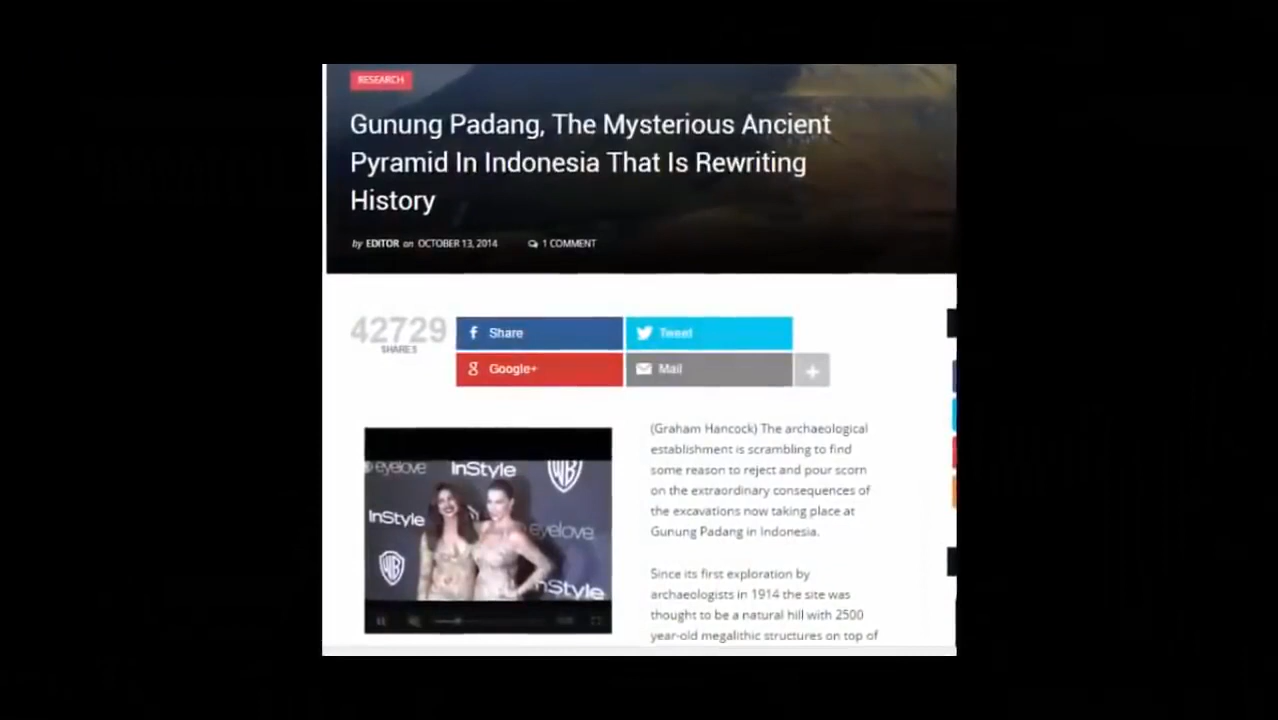 RESEARCH
Gunung Padang, The Mysterious Ancient
Pyramid In Indonesia That Is Rewriting
History
by EDITOR on OCTOBER 13, 2014 1 COMMENT
42729
SHARES
Share
Tweet
Google+
Mail
eyelove InStyle
InStyle
eyelove
nStyle
(Graham Hancock) The archaeological
establishment is scrambling to find
some reason to reject and pour scorn
on the extraordinary consequences of
the excavations now taking place at
Gunung Padang in Indonesia.
Since its first exploration by
archaeologists in 1914 the site was
thought to be a natural hill with 2500
year-old megalithic structures on top of